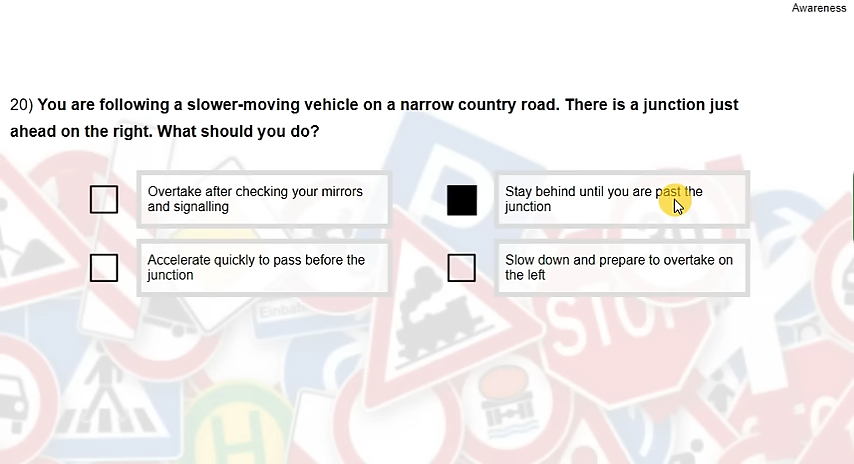 Awareness
20) You are following a slower-moving vehicle on a narrow country road. There is a junction just
ahead on the right. What should you do?
Overtake after checking your mirrors
and signalling
Stay behind until you are past the
junction
Accelerate quickly to pass before the
junction
Slow down and prepare to overtake on
the left
P
Einbahn
STOP
H